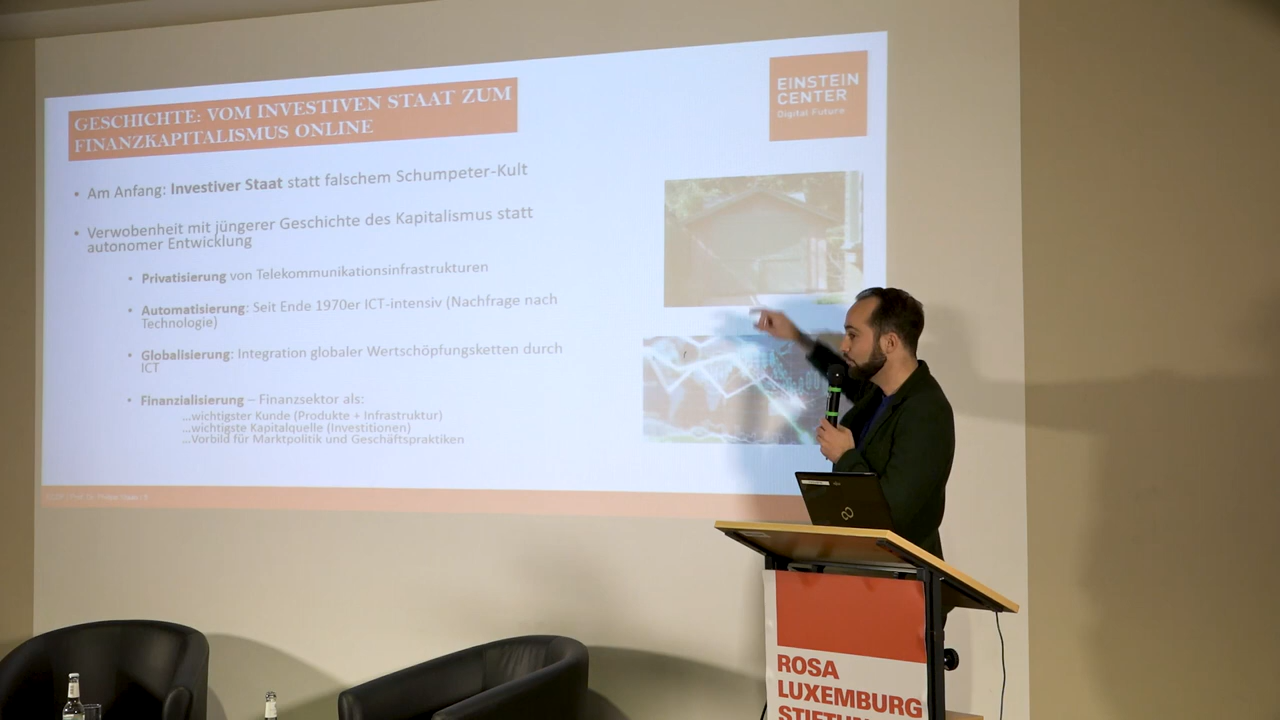 GESCHICHTE: VOM INVESTIVEN STAAT ZUM
FINANZKAPITALISMUS ONLINE
EINSTEIN
CENTER
Digital Future
• Am Anfang: Investiver Staat statt falschem Schumpeter-Kult
• Verwobenheit mit jüngerer Geschichte des Kapitalismus statt
autonomer Entwicklung
• Privatisierung von Telekommunikationsinfrastrukturen
• Automatisierung: Seit Ende 1970er ICT-intensiv (Nachfrage nach
Technologie)
• Globalisierung: Integration globaler Wertschöpfungsketten durch
ICT
• Finanzialisierung – Finanzsektor als:
...wichtigster Kunde (Produkte + Infrastruktur)
...wichtigste Kapitalquelle (Investitionen)
...Vorbild für Marktpolitik und Geschäftspraktiken
ROSA
LUXEMBURG
STIFTUNG